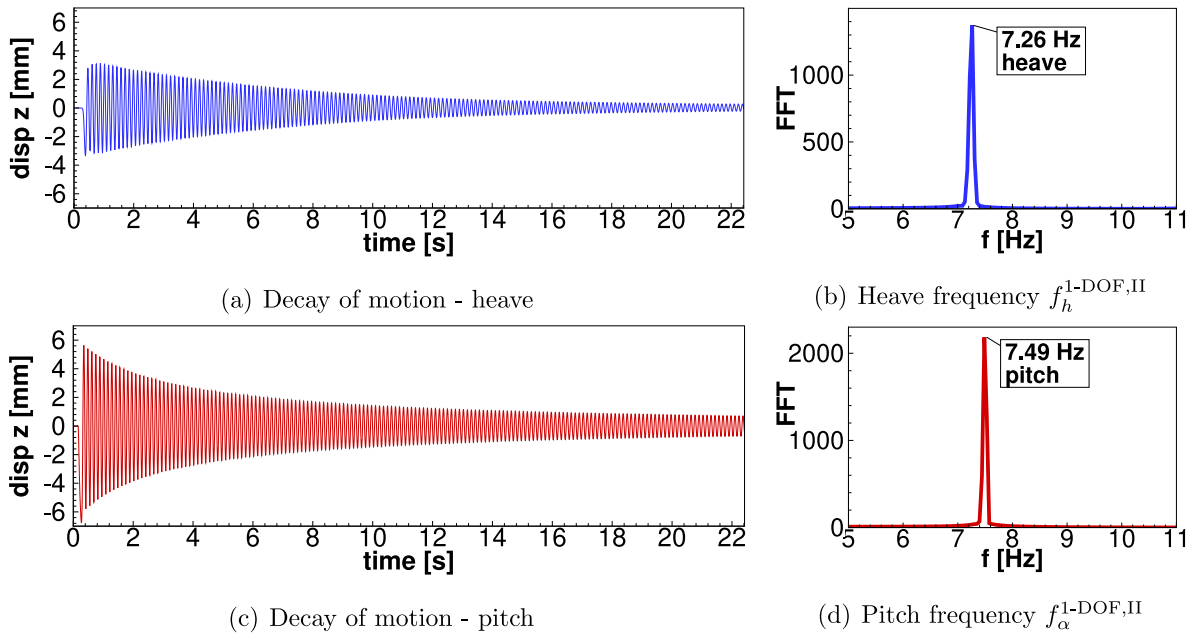 disp z [mm]
6
4
2
0
-2
-4
-6
0 2 4 6 8 10 12 14 16 18 20 22
time [s]
(a) Decay of motion - heave
FFT
1000
500
0
7.26 Hz
heave
5 6 7 8 9 10 11
f [Hz]
(b) Heave frequency f_h^{1-DOF,II}
disp z [mm]
6
4
2
0
-2
-4
-6
0 2 4 6 8 10 12 14 16 18 20 22
time [s]
(c) Decay of motion - pitch
FFT
2000
1000
0
7.49 Hz
pitch
5 6 7 8 9 10 11
f [Hz]
(d) Pitch frequency f_α^{1-DOF,II}